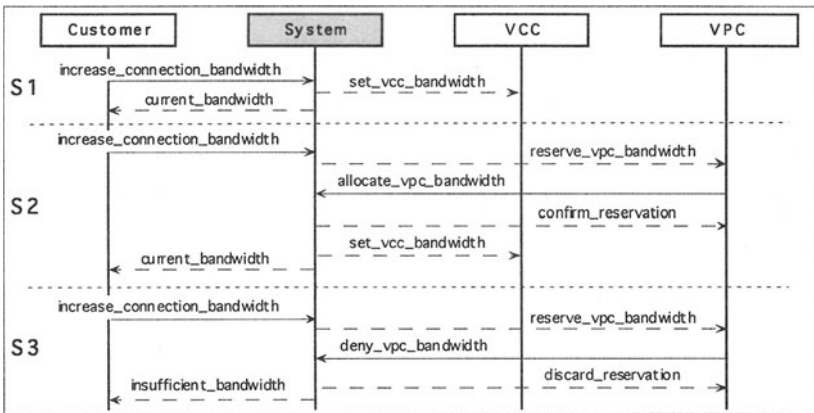 Customer System VCC VPC
S1
increase_connection_bandwidth
set_vcc_bandwidth
current_bandwidth
S2
increase_connection_bandwidth
reserve_vpc_bandwidth
allocate_vpc_bandwidth
confirm_reservation
set_vcc_bandwidth
current_bandwidth
S3
increase_connection_bandwidth
reserve_vpc_bandwidth
deny_vpc_bandwidth
discard_reservation
insufficient_bandwidth